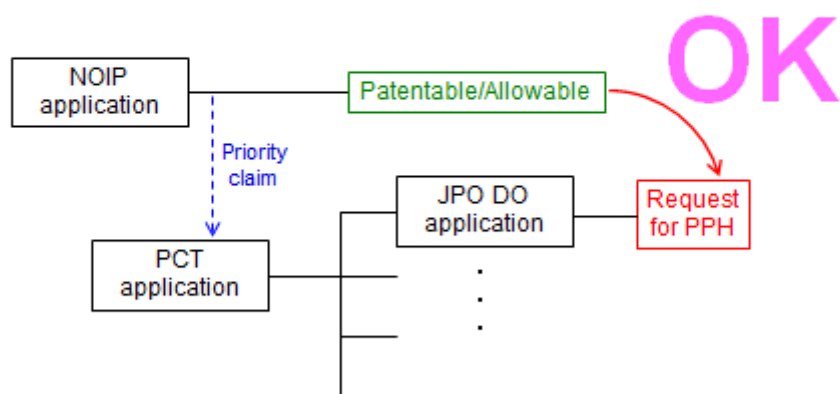 OK
NOIP
application
Patentable/Allowable
Priority
claim
JPO DO
application
Request
for PPH
PCT
application